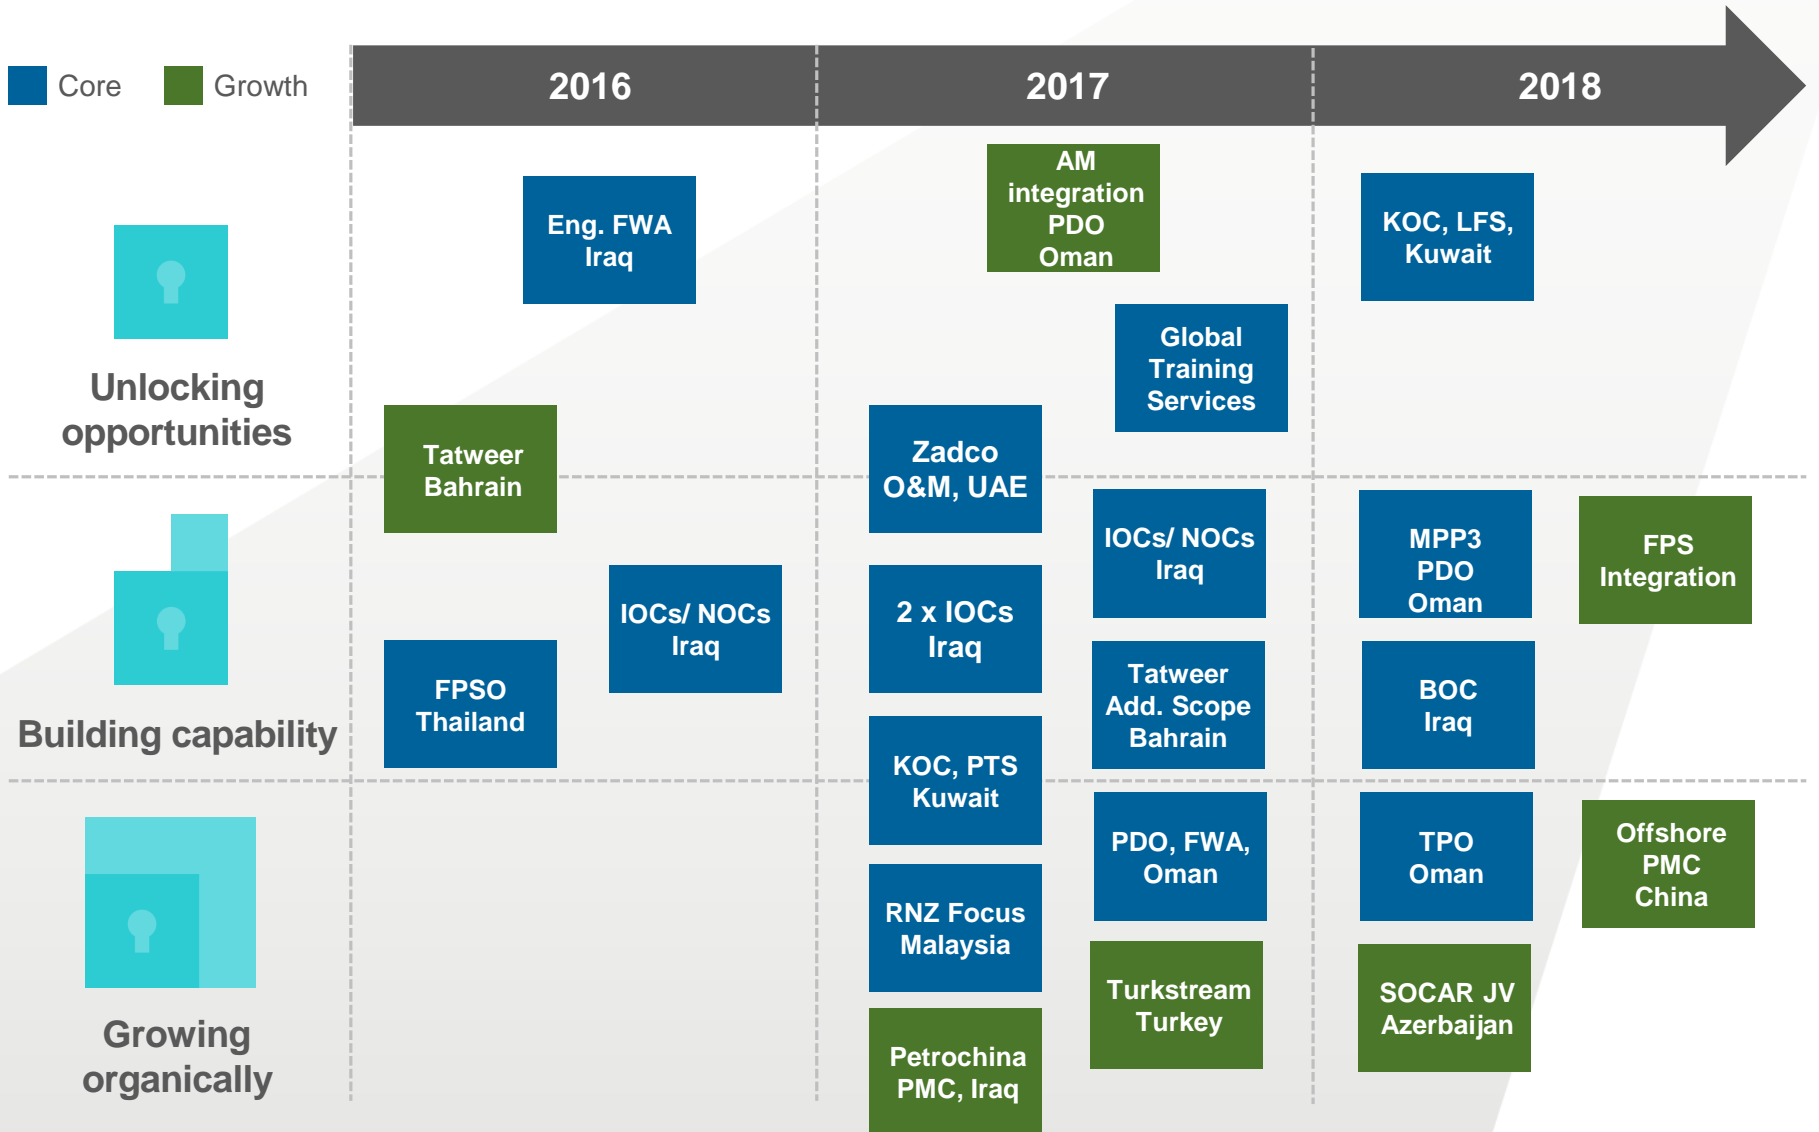 Core
Growth
2016
2017
2018
Unlocking
opportunities
Building capability
Growing
organically
Eng. FWA
Iraq
Tatweer
Bahrain
IOCs/ NOCs
Iraq
FPSO
Thailand
AM
integration
PDO
Oman
Global
Training
Services
Zadco
O&M, UAE
IOCs/ NOCs
Iraq
2 x IOCs
Iraq
Tatweer
Add. Scope
Bahrain
KOC, PTS
Kuwait
PDO, FWA,
Oman
RNZ Focus
Malaysia
Turkstream
Turkey
Petrochina
PMC, Iraq
KOC, LFS,
Kuwait
MPP3
PDO
Oman
FPS
Integration
BOC
Iraq
TPO
Oman
Offshore
PMC
China
SOCAR JV
Azerbaijan